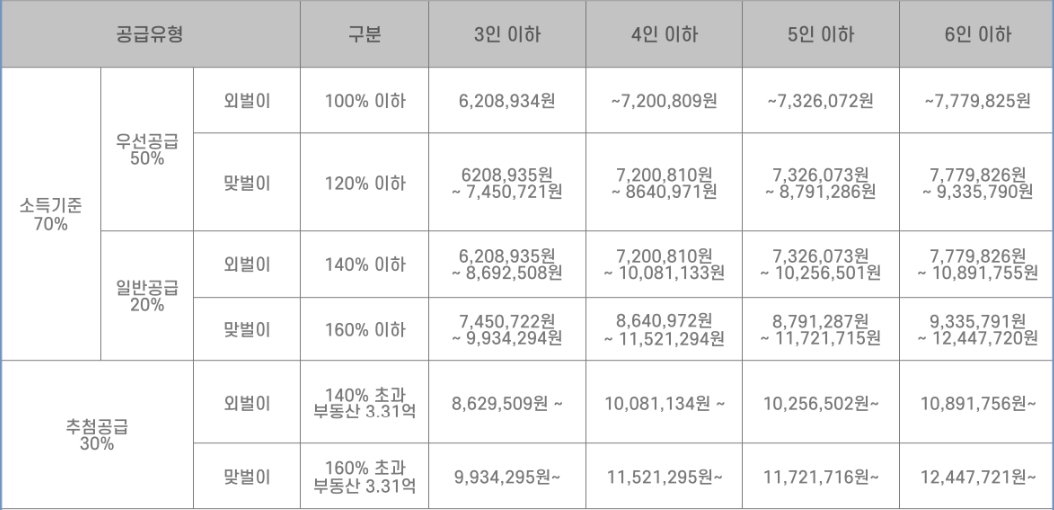 공급유형 구분 3인 이하 4인 이하 5인 이하 6인 이하
소득기준
70%
우선공급
50%
외벌이 100% 이하 6,208,934원 ~7,200,809원 ~7,326,072원 ~7,779,825원
맞벌이 120% 이하
6208,935원 7,200,810원 7,326,073원 7,779,826원
~ 7,450,721원 ~ 8640,971원 ~ 8,791,286원 ~ 9,335,790원
일반공급
20%
외벌이 140% 이하
6,208,935원 7,200,810원 7,326,073원 7,779,826원
~ 8,692,508원 ~ 10,081,133원 ~ 10,256,501원 ~ 10,891,755원
맞벌이 160% 이하
7,450,722원 8,640,972원 8,791,287원 9,335,791원
~ 9,934,294원 ~ 11,521,294원 ~ 11,721,715원 ~ 12,447,720원
추첨공급
30%
외벌이
140% 초과
부동산 3.31억
8,629,509원 ~ 10,081,134원 ~ 10,256,502원~ 10,891,756원~
맞벌이
160% 초과
부동산 3.31억
9,934,295원~ 11,521,295원~ 11,721,716원~ 12,447,721원~